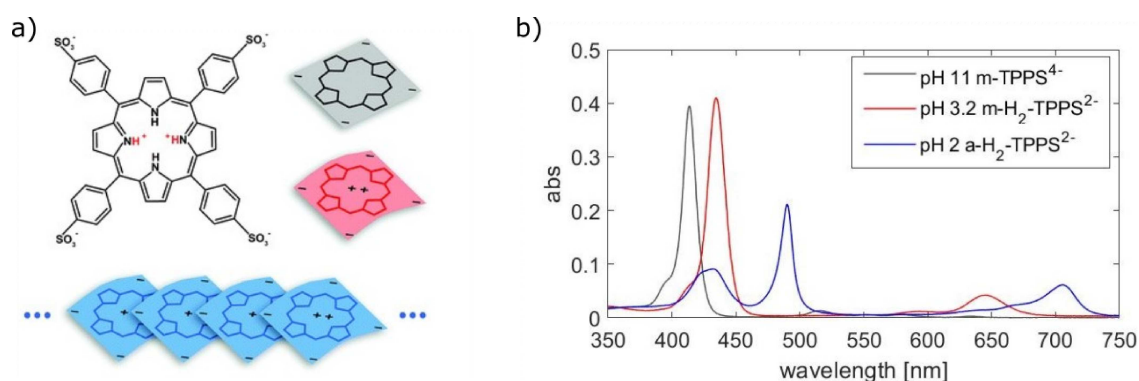 a)
SO₃⁻
SO₃⁻
N
H
NH⁺
⁺HN
H
N
SO₃⁻
SO₃⁻
- - - -
- + + - -
- + - + - + - + + - -
b)
0.5
0.4
0.3
0.2
0.1
0
abs
350 400 450 500 550 600 650 700 750
wavelength [nm]
pH 11 m-TPPS⁴⁻
pH 3.2 m-H₂-TPPS²⁻
pH 2 a-H₂-TPPS²⁻